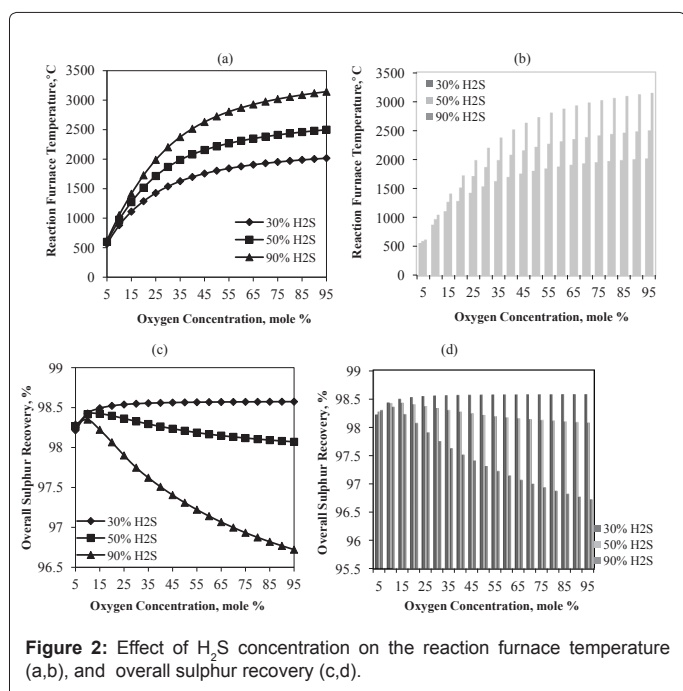 (a)
Reaction Furnace Temperature,°C
3500
3000
2500
2000
1500
1000
500
0
30% H2S
50% H2S
90% H2S
5 15 25 35 45 55 65 75 85 95
Oxygen Concentration, mole %
(b)
30% H2S
50% H2S
90% H2S
Reaction Furnace Temperature,°C
3500
3000
2500
2000
1500
1000
500
0
5 15 25 35 45 55 65 75 85 95
Oxygen Concentration, mole %
(c)
Overall Sulphur Recovery, %
99
98.5
98
97.5
97
96.5
30% H2S
50% H2S
90% H2S
5 15 25 35 45 55 65 75 85 95
Oxygen Concentration, mole %
(d)
Overall Sulphur Recovery, %
99
98.5
98
97.5
97
96.5
96
95.5
30% H2S
50% H2S
90% H2S
5 15 25 35 45 55 65 75 85 95
Oxygen Concentration, mole %
Figure 2: Effect of H₂S concentration on the reaction furnace temperature
(a,b), and overall sulphur recovery (c,d).